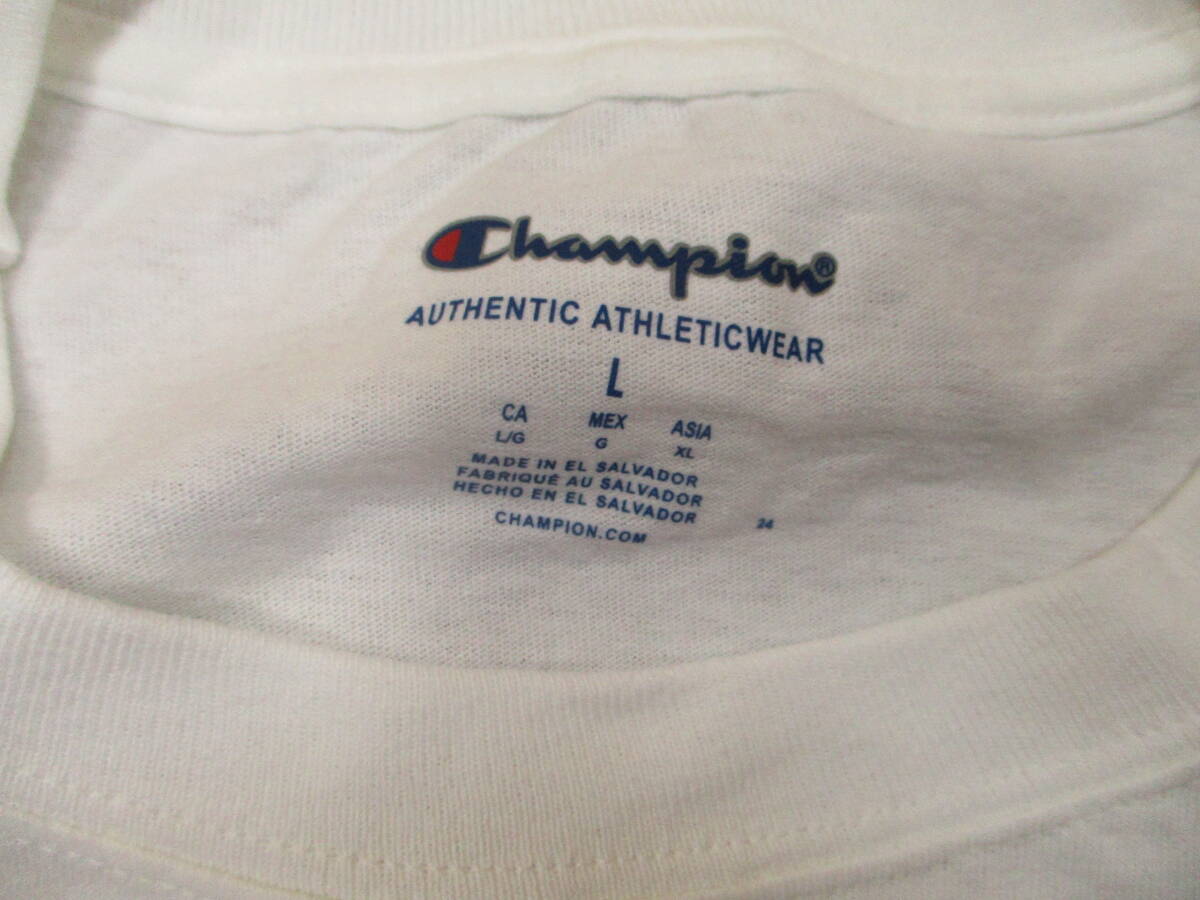 Champion®
AUTHENTIC ATHLETICWEAR
L
CA MEX ASIA
L/G G XL
MADE IN EL SALVADOR
FABRIQUÉ AU SALVADOR
HECHO EN EL SALVADOR 24
CHAMPION.COM